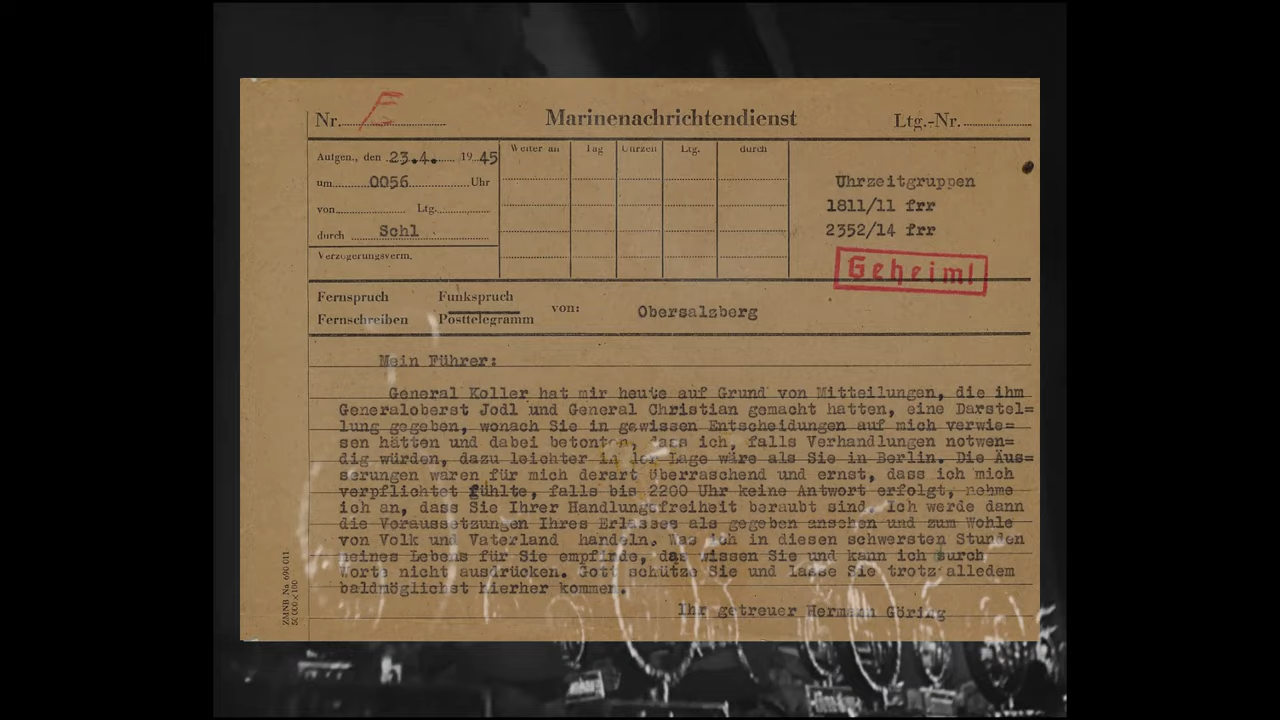 Nr.
Marinenachrichtendienst
Ltg.-Nr.
Aufgen., den 23.4. 1945
um 0056 Uhr
von Ltg.
durch Schl
Verzögerungsverm.
Weiter an Tag Uhrzeit Ltg. durch
Uhrzeitgruppen
1811/11 frr
2352/14 frr
Geheim!
Fernspruch Funkspruch
Fernschreiben Posttelegramm
von: Obersalzberg
Mein Führer:
General Koller hat mir heute auf Grund von Mitteilungen, die ihm
Generaloberst Jodl und General Christian gemacht hatten, eine Darstel=
lung gegeben, wonach Sie in gewissen Entscheidungen auf mich verwie=
sen hätten und dabei betonten, dass ich, falls Verhandlungen notwen=
dig würden, dazu leichter in der Lage wäre als Sie in Berlin. Die Äus=
serungen waren für mich derart überraschend und ernst, dass ich mich
verpflichtet fühlte, falls bis 2200 Uhr keine Antwort erfolgt, nehme
ich an, dass Sie Ihrer Handlungsfreiheit beraubt sind. Ich werde dann
die Voraussetzungen Ihres Erlasses als gegeben ansehen und zum Wohle
von Volk und Vaterland handeln. Was ich in diesen schwersten Stunden
meines Lebens für Sie empfinde, das wissen Sie und kann ich durch
Worte nicht ausdrücken. Gott schütze Sie und lasse Sie trotz alledem
baldmöglichst hierher kommen.
Ihr getreuer Hermann Göring
ZMNB No 690 011
50 000 x 100